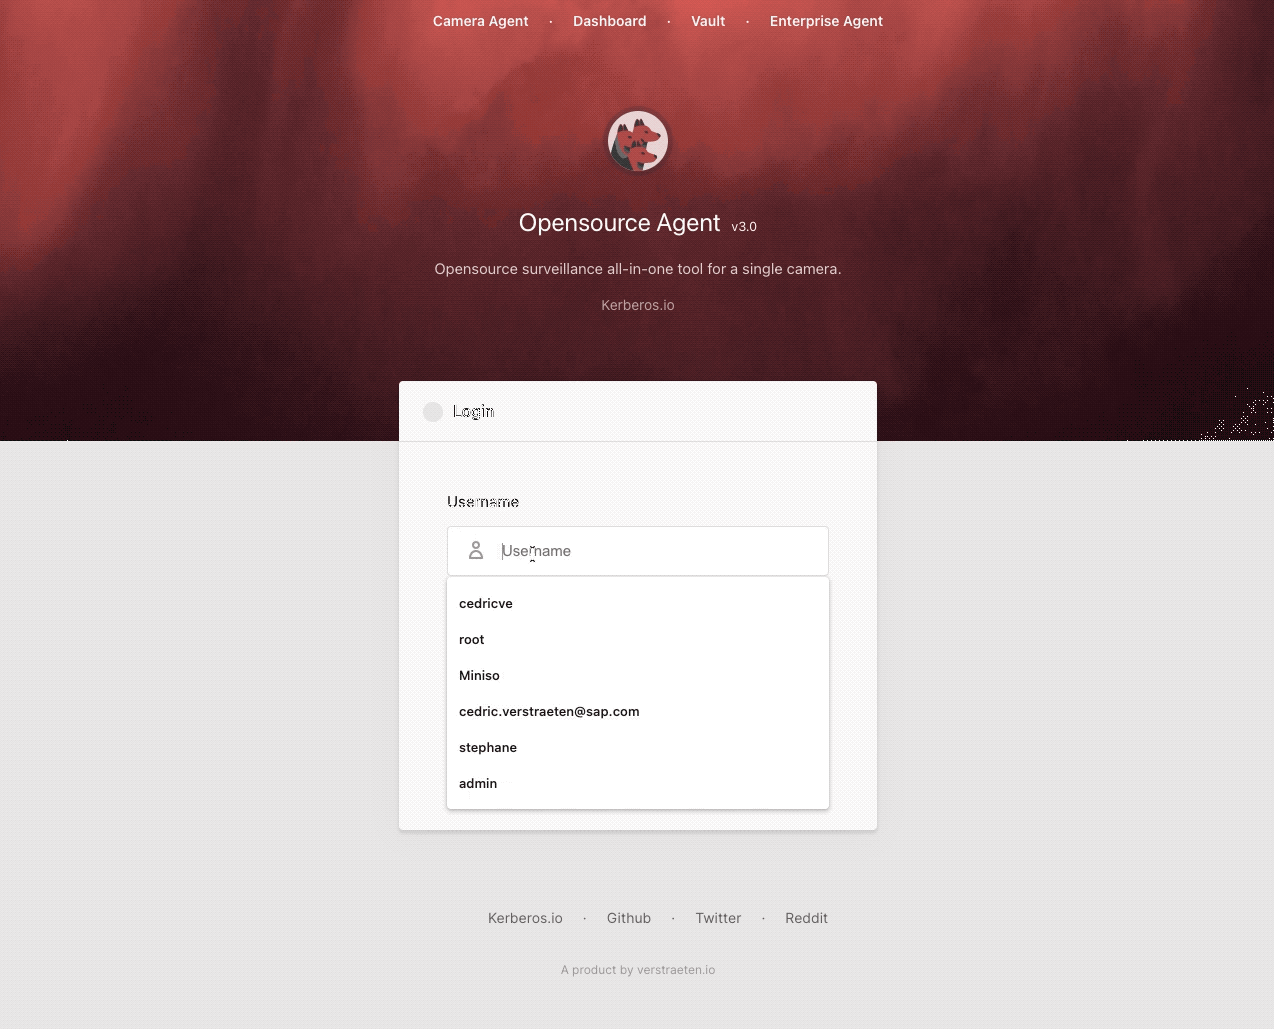 Camera Agent · Dashboard · Vault · Enterprise Agent
Opensource Agent v3.0
Opensource surveillance all-in-one tool for a single camera.
Kerberos.io
Login
Username
Username
cedricve
root
Miniso
cedric.verstraeten@sap.com
stephane
admin
Kerberos.io · Github · Twitter · Reddit
A product by verstraeten.io